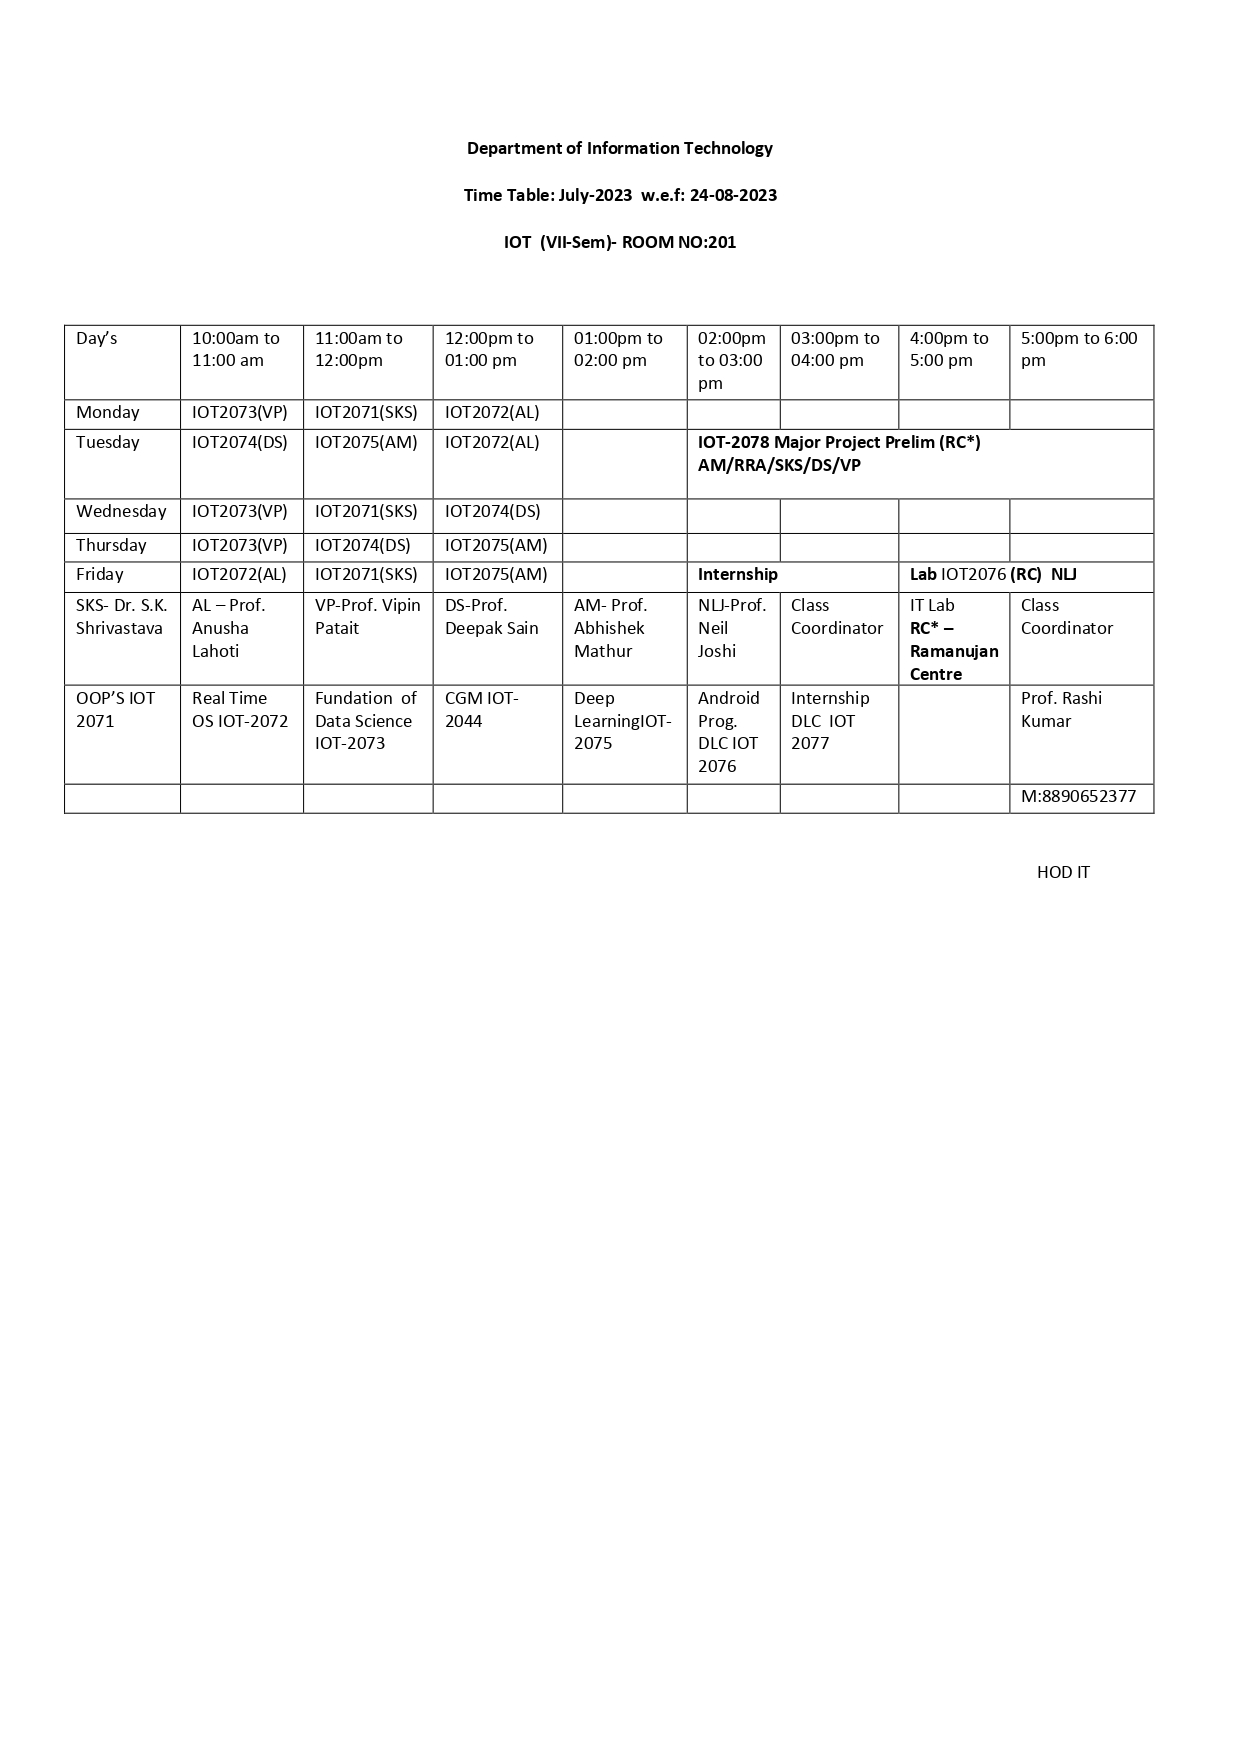 Department of Information Technology
Time Table: July-2023 w.e.f: 24-08-2023
IOT (VII-Sem)- ROOM NO:201
Day’s 10:00am to 11:00am to 12:00pm to 01:00pm to 02:00pm 03:00pm to 4:00pm to 5:00pm to 6:00
11:00 am 12:00pm 01:00 pm 02:00 pm to 03:00 04:00 pm 5:00 pm pm
pm
Monday IOT2073(VP) IOT2071(SKS) IOT2072(AL)
Tuesday IOT2074(DS) IOT2075(AM) IOT2072(AL) IOT-2078 Major Project Prelim (RC*)
AM/RRA/SKS/DS/VP
Wednesday IOT2073(VP) IOT2071(SKS) IOT2074(DS)
Thursday IOT2073(VP) IOT2074(DS) IOT2075(AM)
Friday IOT2072(AL) IOT2071(SKS) IOT2075(AM) Internship Lab IOT2076 (RC) NLJ
SKS- Dr. S.K. AL – Prof. VP-Prof. Vipin DS-Prof. AM- Prof. NLJ-Prof. Class IT Lab Class
Shrivastava Anusha Patait Deepak Sain Abhishek Neil Coordinator RC* – Coordinator
Lahoti Mathur Joshi Ramanujan
Centre
OOP’S IOT Real Time Fundation of CGM IOT- Deep Android Internship Prof. Rashi
2071 OS IOT-2072 Data Science 2044 LearningIOT- Prog. DLC IOT Kumar
IOT-2073 2075 DLC IOT 2077
2076
M:8890652377
HOD IT